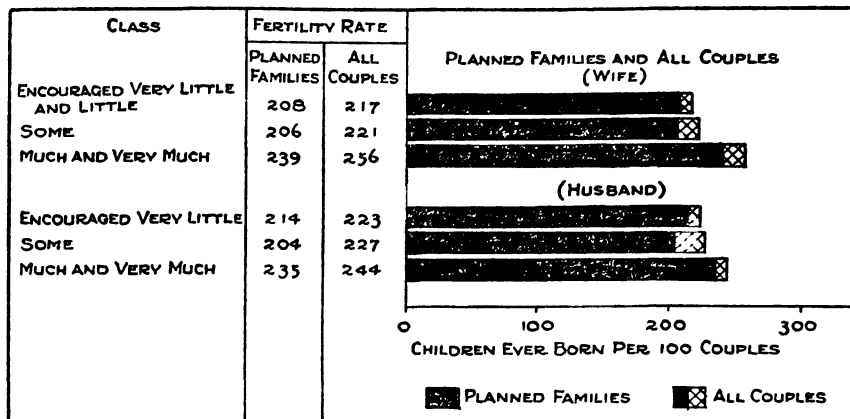 CLASS
FERTILITY RATE
PLANNED FAMILIES
ALL COUPLES
PLANNED FAMILIES AND ALL COUPLES
(WIFE)
ENCOURAGED VERY LITTLE
AND LITTLE 208 217
SOME 206 221
MUCH AND VERY MUCH 239 256
(HUSBAND)
ENCOURAGED VERY LITTLE 214 223
SOME 204 227
MUCH AND VERY MUCH 235 244
0 100 200 300
CHILDREN EVER BORN PER 100 COUPLES
PLANNED FAMILIES ALL COUPLES